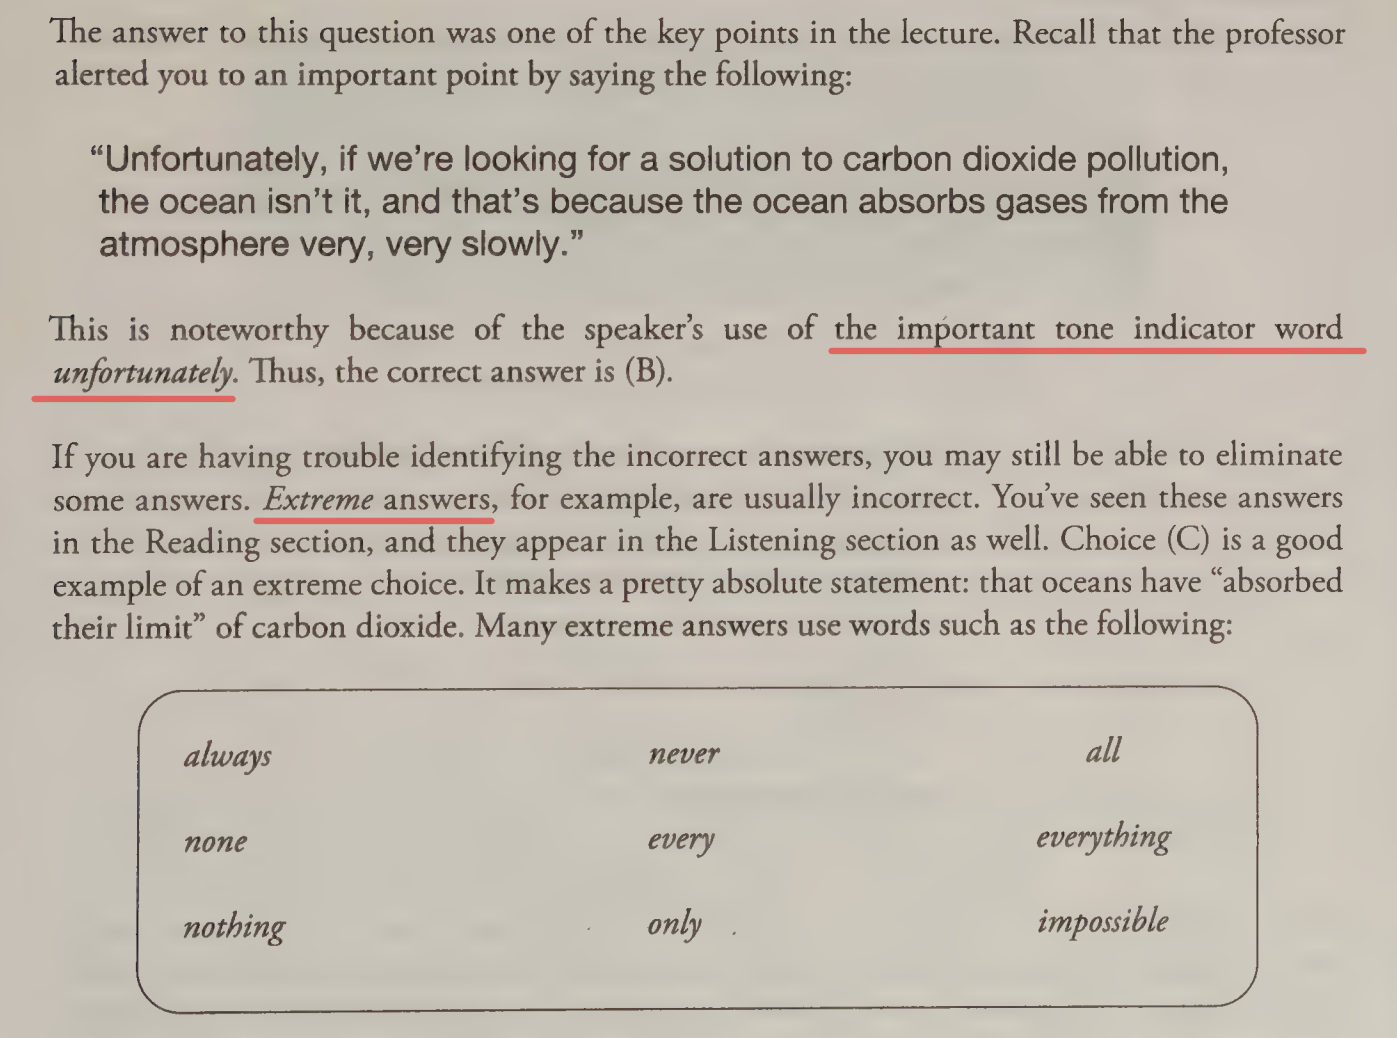 The answer to this question was one of the key points in the lecture. Recall that the professor
alerted you to an important point by saying the following:
“Unfortunately, if we’re looking for a solution to carbon dioxide pollution,
the ocean isn’t it, and that’s because the ocean absorbs gases from the
atmosphere very, very slowly.”
This is noteworthy because of the speaker’s use of the important tone indicator word
unfortunately. Thus, the correct answer is (B).
If you are having trouble identifying the incorrect answers, you may still be able to eliminate
some answers. Extreme answers, for example, are usually incorrect. You’ve seen these answers
in the Reading section, and they appear in the Listening section as well. Choice (C) is a good
example of an extreme choice. It makes a pretty absolute statement: that oceans have “absorbed
their limit” of carbon dioxide. Many extreme answers use words such as the following:
always never all
none every everything
nothing only impossible